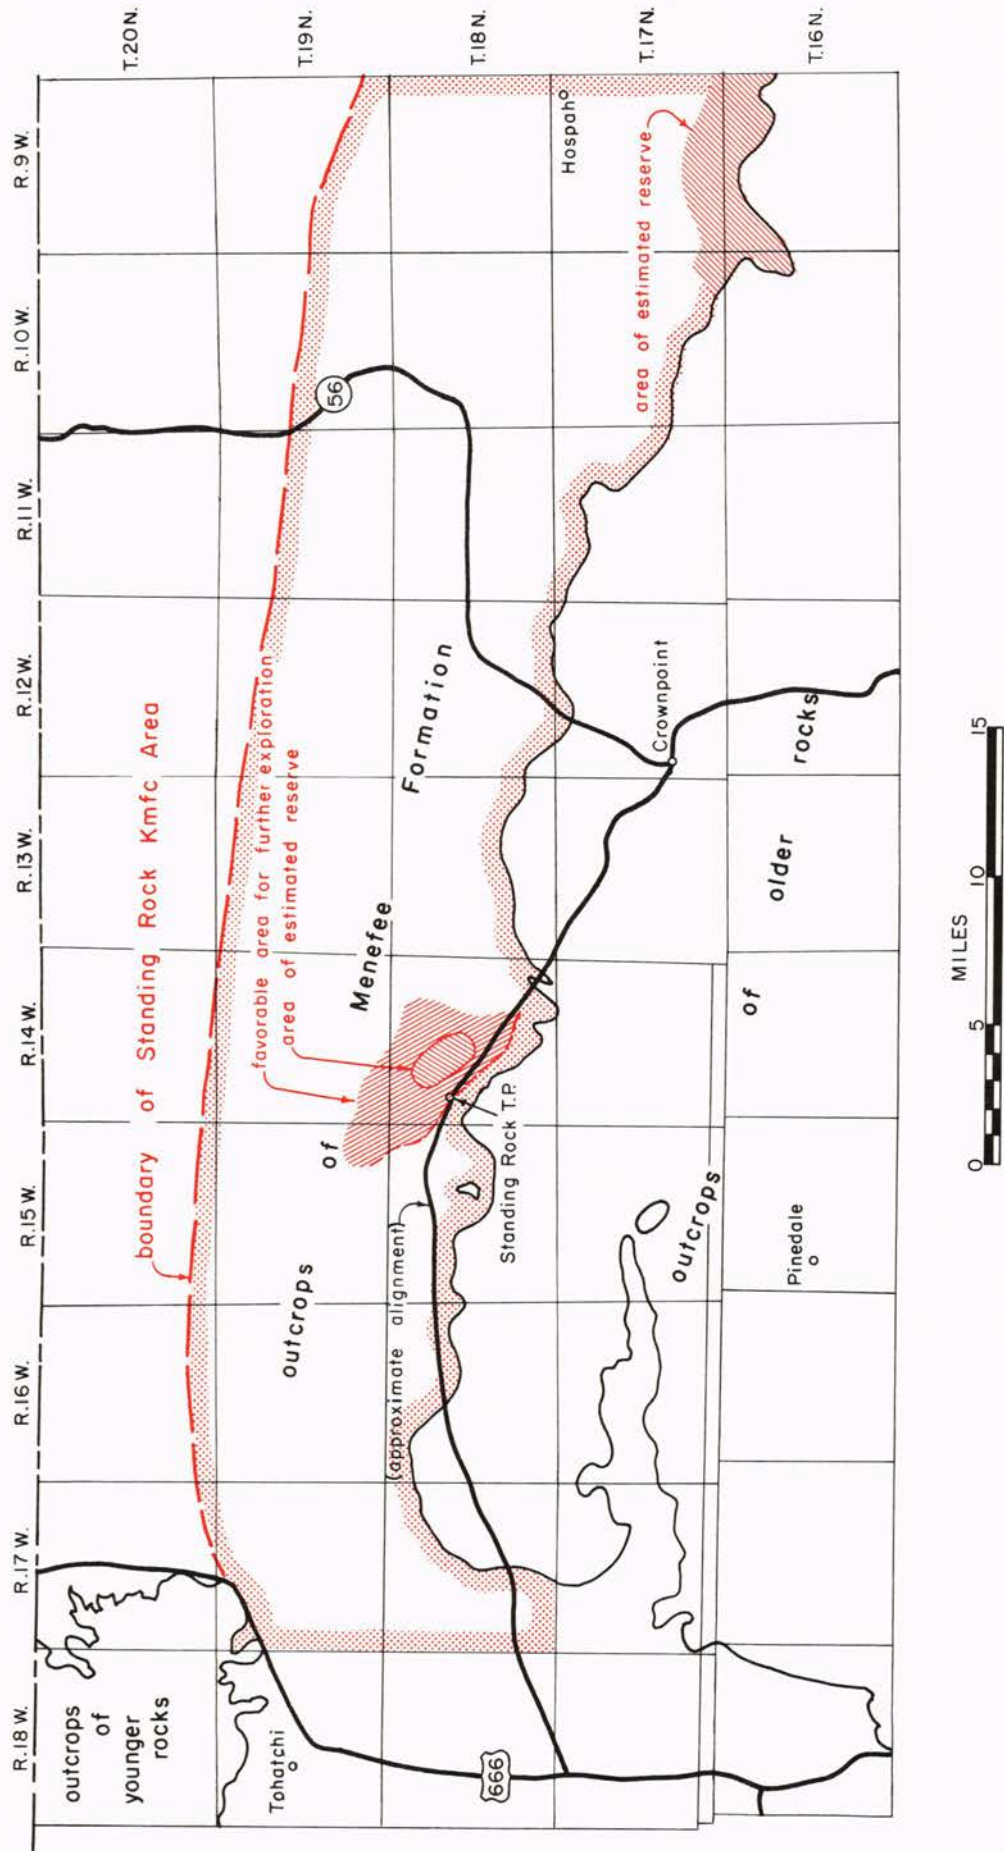 R.18W.
R.17W.
R.16W.
R.15W.
R.14W.
R.13W.
R.12W.
R.11W.
R.10W.
R.9W.
T.20N.
T.19N.
T.18N.
T.17N.
T.16N.
outcrops
of
younger
rocks
Tohatchi
666
boundary of Standing Rock Kmfc Area
favorable area for further exploration
area of estimated reserve
outcrops
of
Menefee
Formation
56
(approximate alignment)
Standing Rock T.P.
Hospah
area of estimated reserve
Crownpoint
outcrops
of
older
rocks
Pinedale
0
5
10
15
MILES